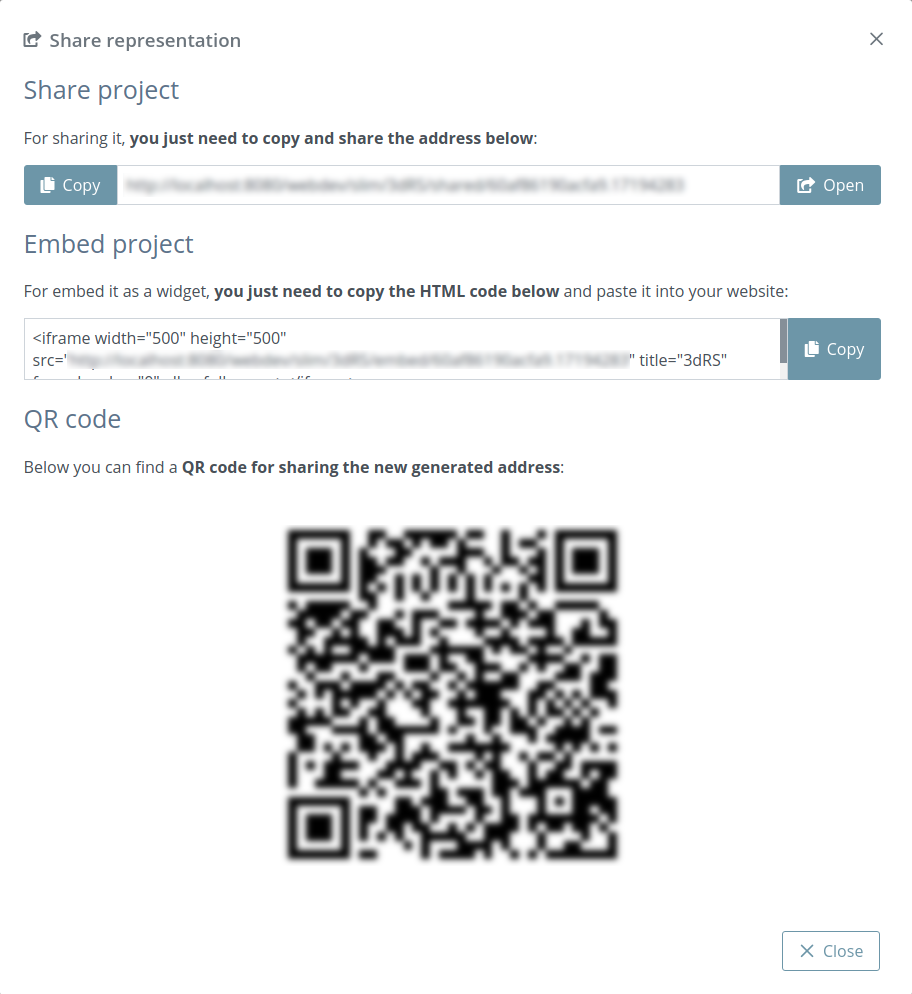 Share representation
Share project
For sharing it, you just need to copy and share the address below:
Copy
Open
Embed project
For embed it as a widget, you just need to copy the HTML code below and paste it into your website:
<iframe width="500" height="500"
src=" " title="3dRS"
Copy
QR code
Below you can find a QR code for sharing the new generated address:
Close